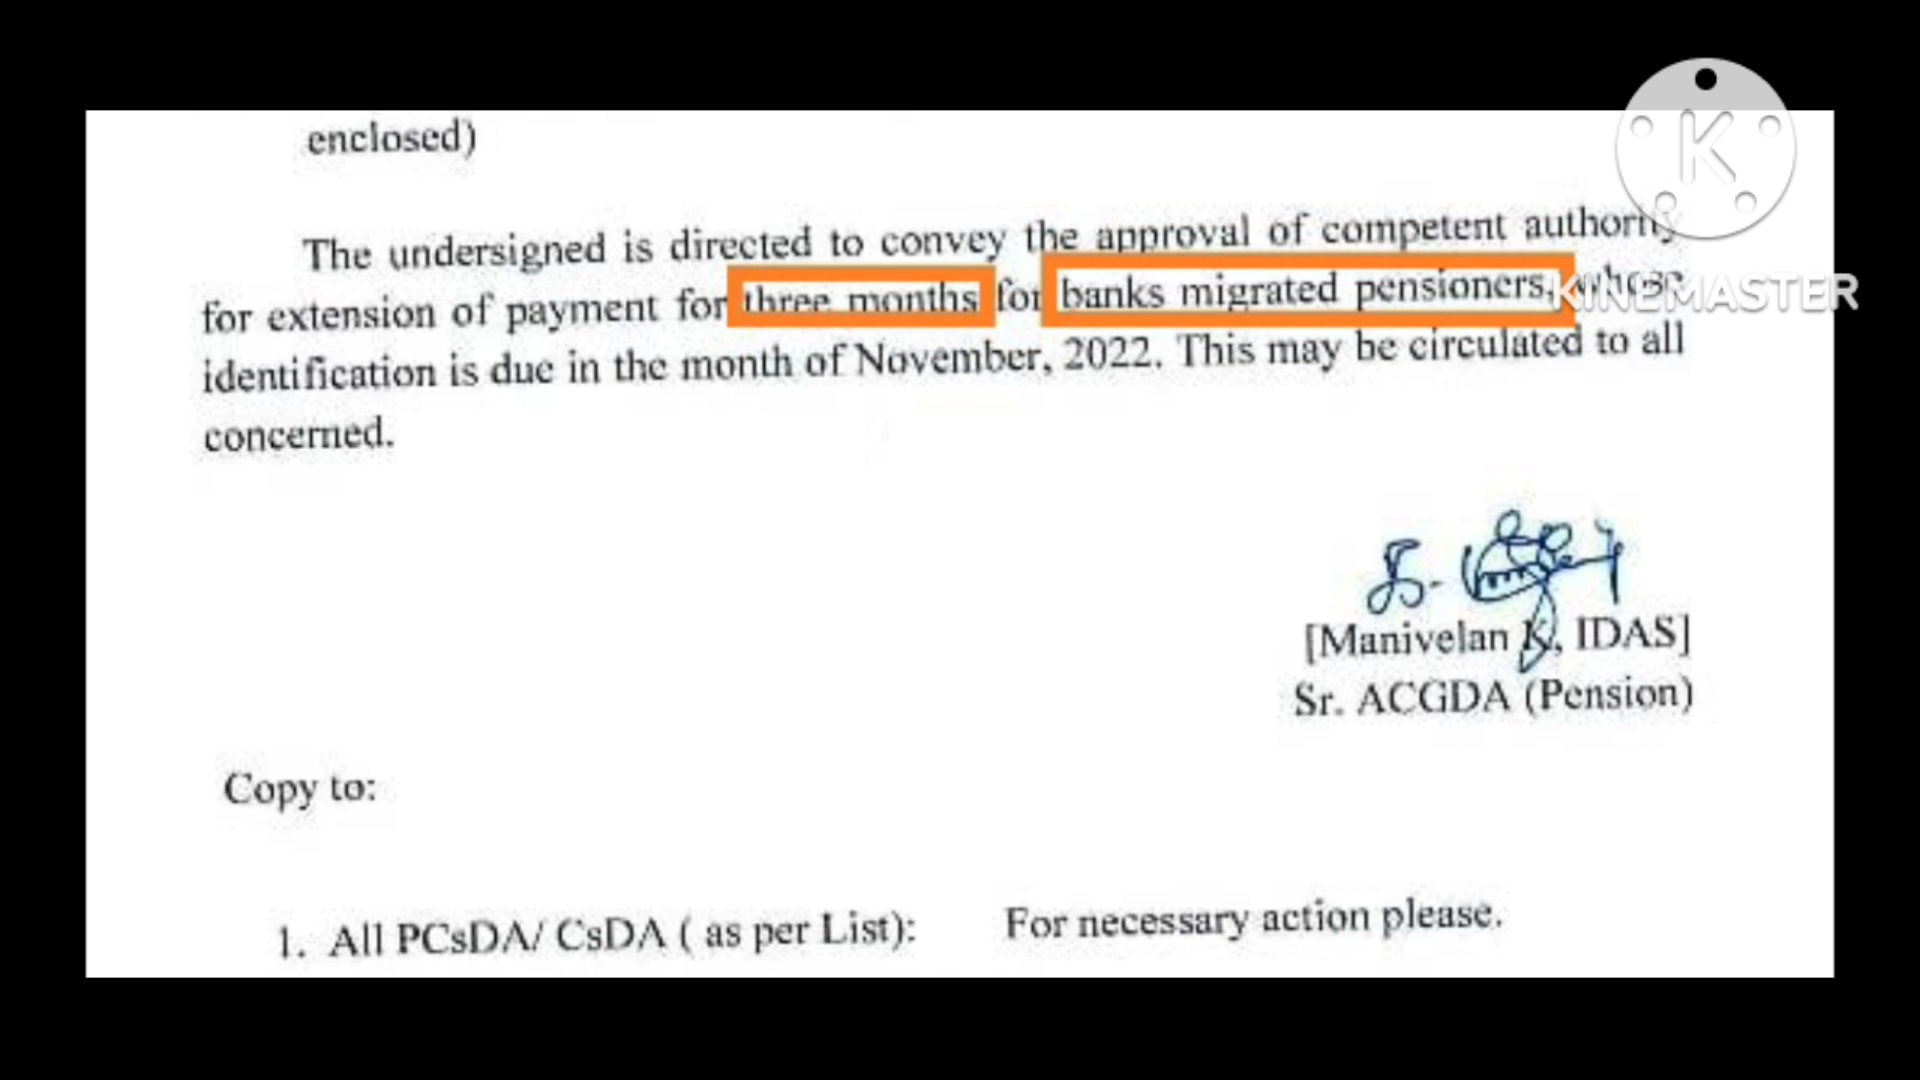 enclosed)
The undersigned is directed to convey the approval of competent authority
for extension of payment for three months for banks migrated pensioners, whose
identification is due in the month of November, 2022. This may be circulated to all
concerned.
[Manivelan K, IDAS]
Sr. ACGDA (Pension)
Copy to:
1. All PCsDA/ CsDA ( as per List): For necessary action please.
K
KINEMASTER